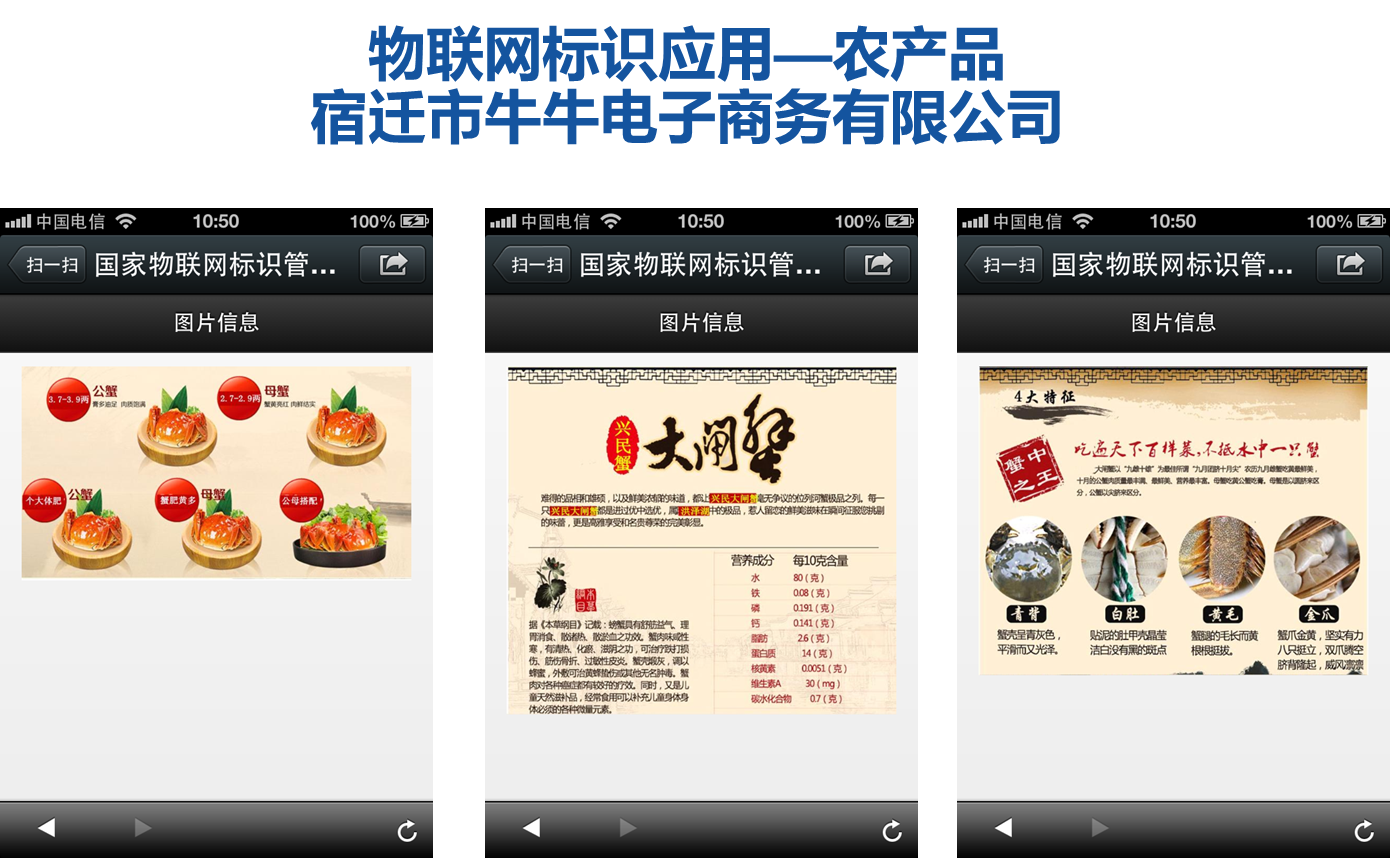 物联网标识应用—农产品
宿迁市牛牛电子商务有限公司
中国电信 10:50 100%
扫一扫 国家物联网标识管...
图片信息
3.7-3.9两 公蟹
膏多油足 肉质饱满
2.7-2.9两 母蟹
蟹黄亮红 肉鲜结实
个大体肥 公蟹
蟹肥黄多 母蟹
公母搭配
中国电信 10:50 100%
扫一扫 国家物联网标识管...
图片信息
兴民蟹
大闸蟹
难得的品相和雄硕，以及鲜美浓郁的味道，都让兴民大闸蟹毫无争议的位列河蟹极品之列。每一
只兴民大闸蟹都是进过优中选优，属洪泽湖中的极品，惹人留恋的鲜美滋味在瞬间征服您挑剔
的味蕾，更是高雅享受和名贵尊荣的完美彰显。
本草
纲目
据《本草纲目》记载：螃蟹具有舒筋益气、理
胃消食、散诸热、散淤血之功效。蟹肉味咸性
寒，有清热、化瘀、滋阴之功，可治疗跌打损
伤、筋伤骨折、过敏性皮炎。蟹壳煅灰，调以
蜂蜜，外敷可治黄蜂蛰伤或其他无名肿毒。蟹
肉对各种癌症都有较好的疗效。同时，又是儿
童天然滋补品，经常食用可以补充儿童身体身
体必须的各种微量元素。
营养成分 每10克含量
水 80（克）
铁 0.08（克）
磷 0.191（克）
钙 0.141（克）
脂肪 2.6（克）
蛋白质 14（克）
核黄素 0.0051（克）
维生素A 30（mg）
碳水化合物 0.7（克）
中国电信 10:50 100%
扫一扫 国家物联网标识管...
图片信息
4大特征
蟹中之王
吃遍天下百样菜，不抵水中一只蟹
大闸蟹以“九雌十雄”为最佳所谓“九月团脐十月尖”农历九月雌蟹吃黄最鲜美，
十月的公蟹肉质量最丰满、最鲜美、营养最丰富。母蟹吃黄公蟹吃膏。母蟹是以圆脐来区
分，公蟹以尖脐来区分。
青背
蟹壳呈青灰色，
平滑而又光泽。
白肚
贴泥的肚甲壳晶莹
洁白没有黑的斑点
黄毛
蟹腿的毛长而黄
根根挺拔。
金爪
蟹爪金黄，坚实有力
八只挺立，双爪腾空
脐背隆起，威风凛凛